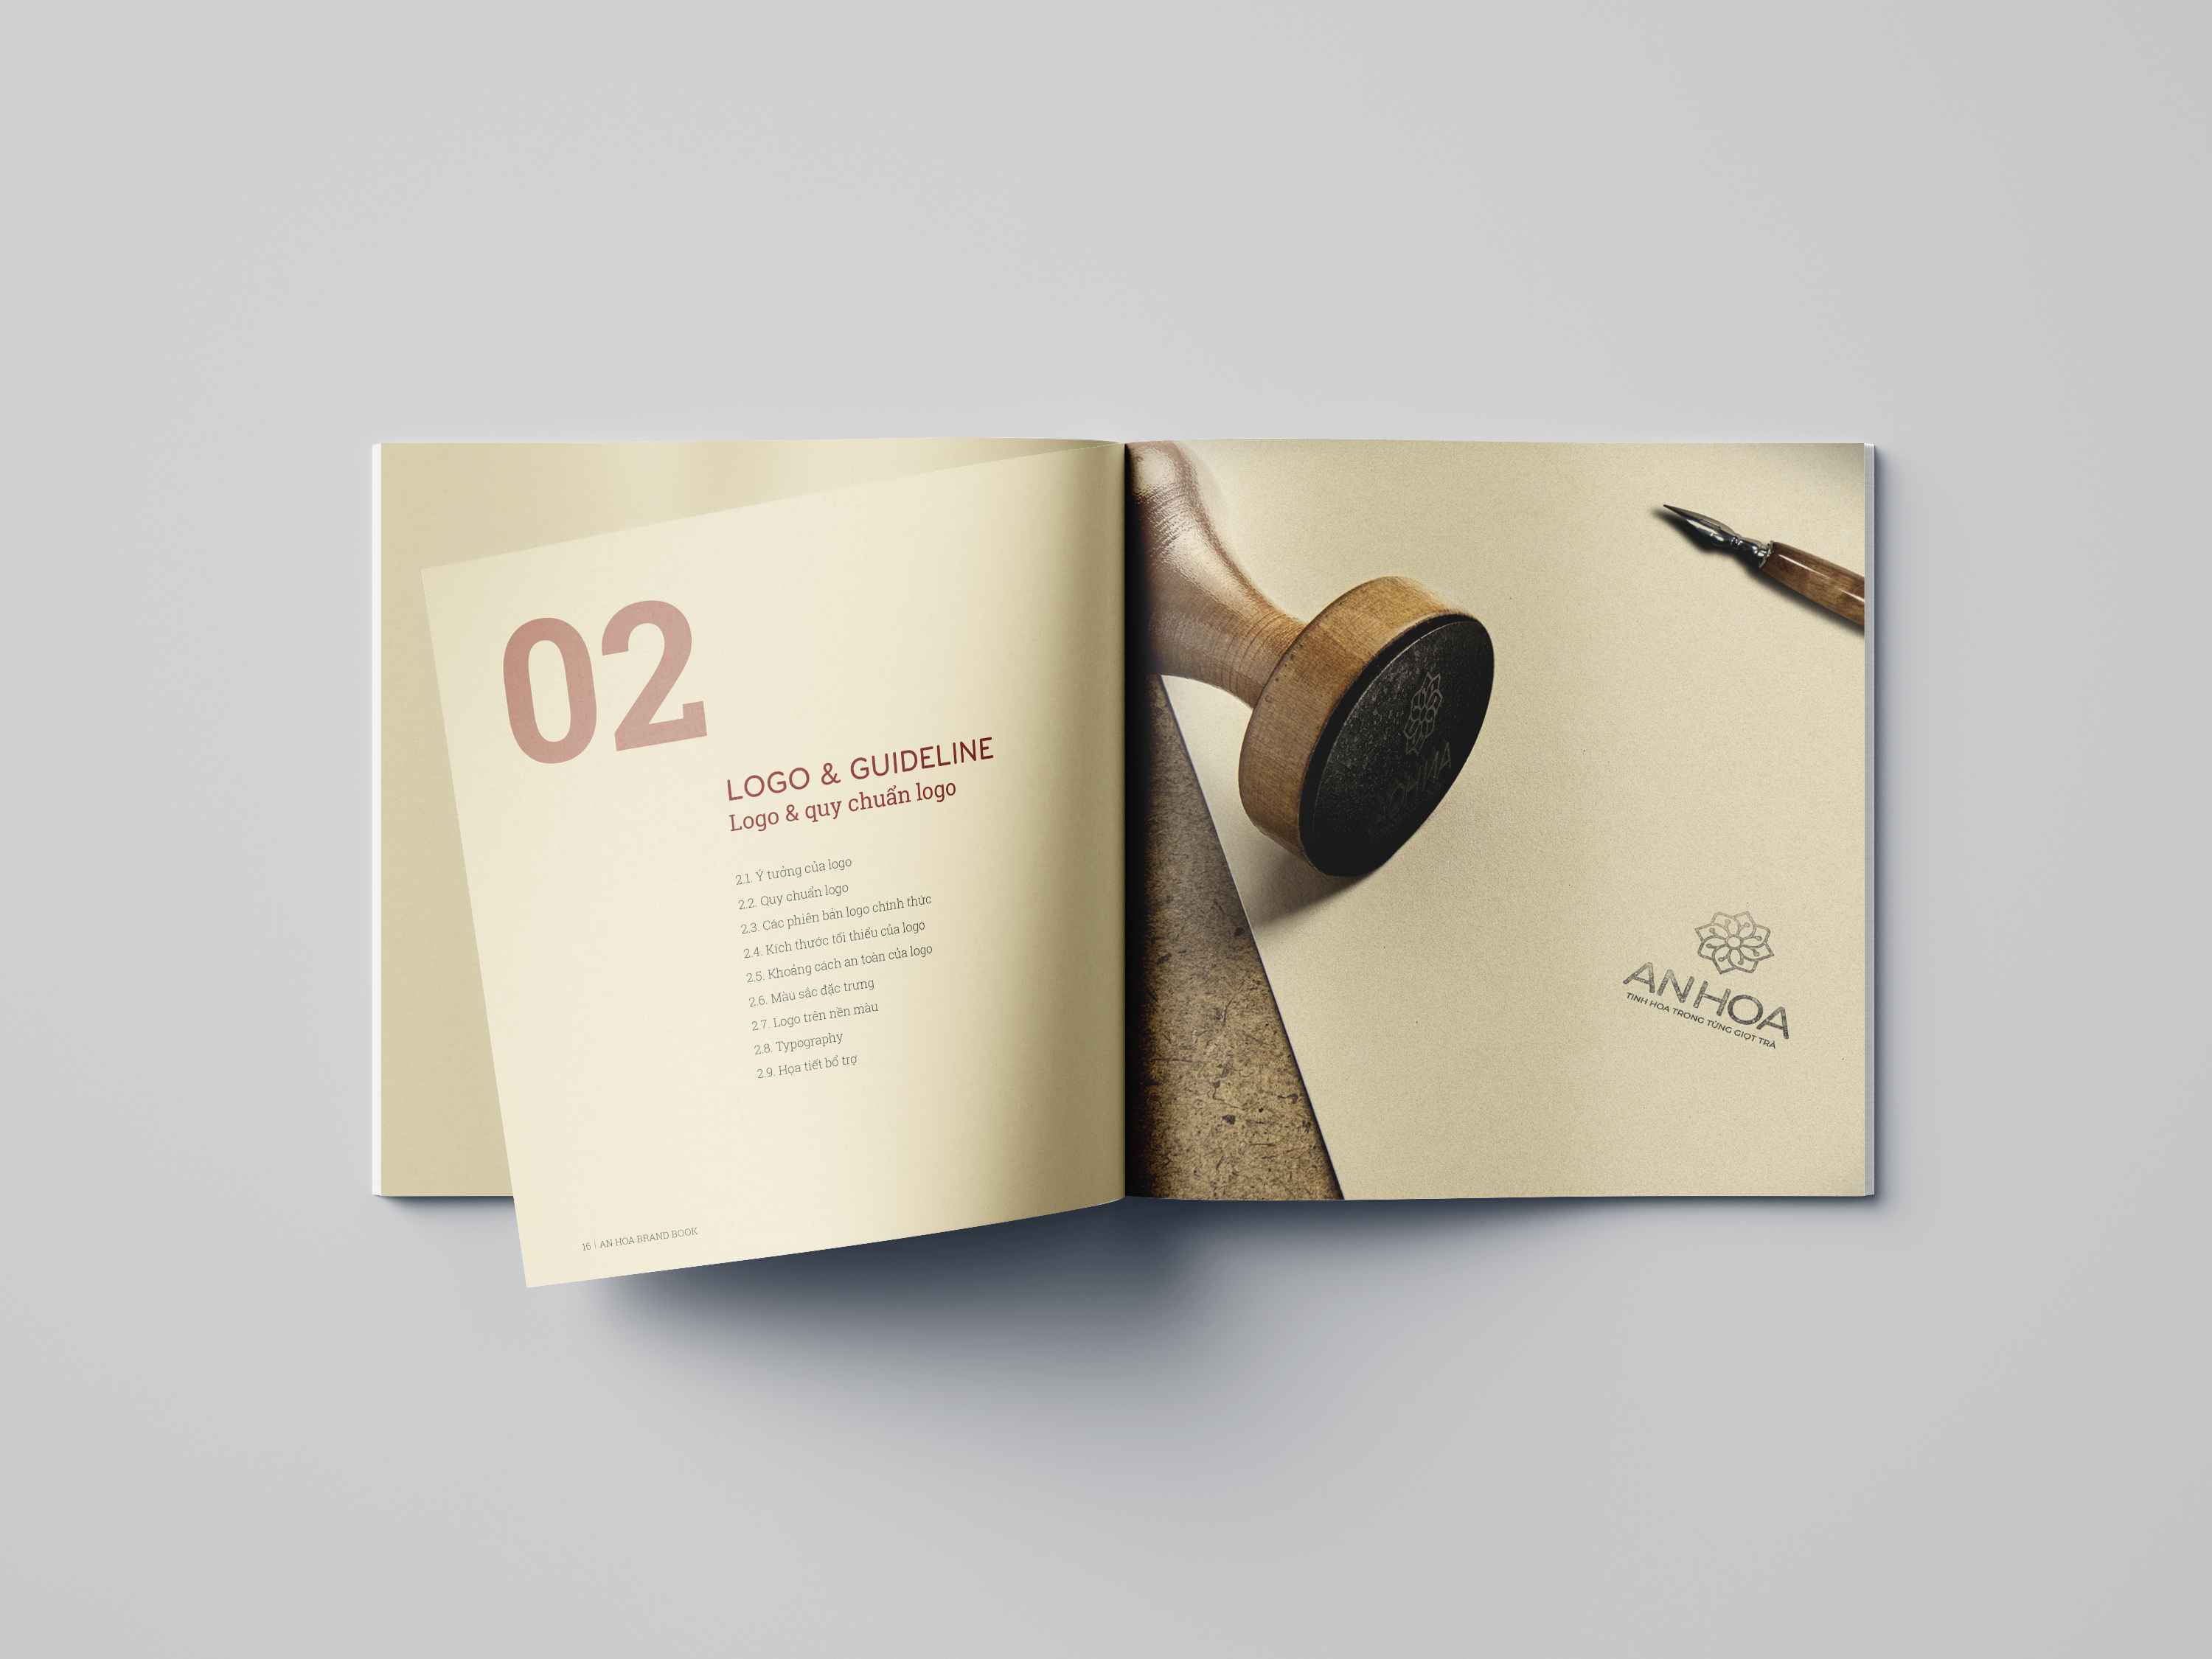 02
LOGO & GUIDELINE
Logo & quy chuẩn logo
2.1. Ý tưởng của logo
2.2. Quy chuẩn logo
2.3. Các phiên bản logo chính thức
2.4. Kích thước tối thiểu của logo
2.5. Khoảng cách an toàn của logo
2.6. Màu sắc đặc trưng
2.7. Logo trên nền màu
2.8. Typography
2.9. Họa tiết bổ trợ
16 | AN HOA BRAND BOOK
AN HOA
TINH HOA TRONG TỪNG GIỌT TRÀ